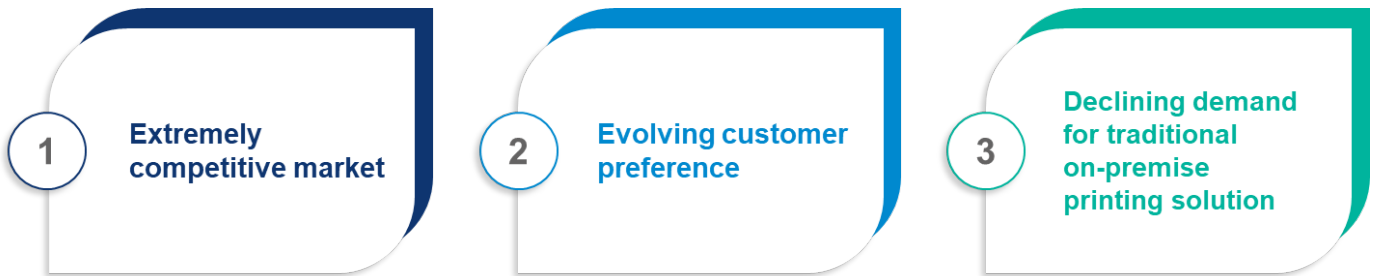 1
Extremely
competitive market
2
Evolving customer
preference
3
Declining demand
for traditional
on-premise
printing solution